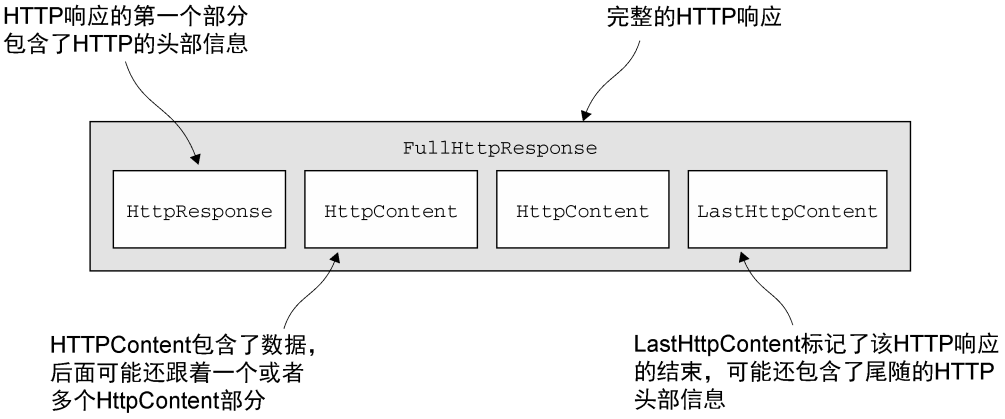 HTTP响应的第一个部分
包含了HTTP的头部信息
完整的HTTP响应
FullHttpResponse
HttpResponse
HttpContent
HttpContent
LastHttpContent
HTTPContent包含了数据，
后面可能还跟着一个或者
多个HttpContent部分
LastHttpContent标记了该HTTP响应
的结束，可能还包含了尾随的HTTP
头部信息